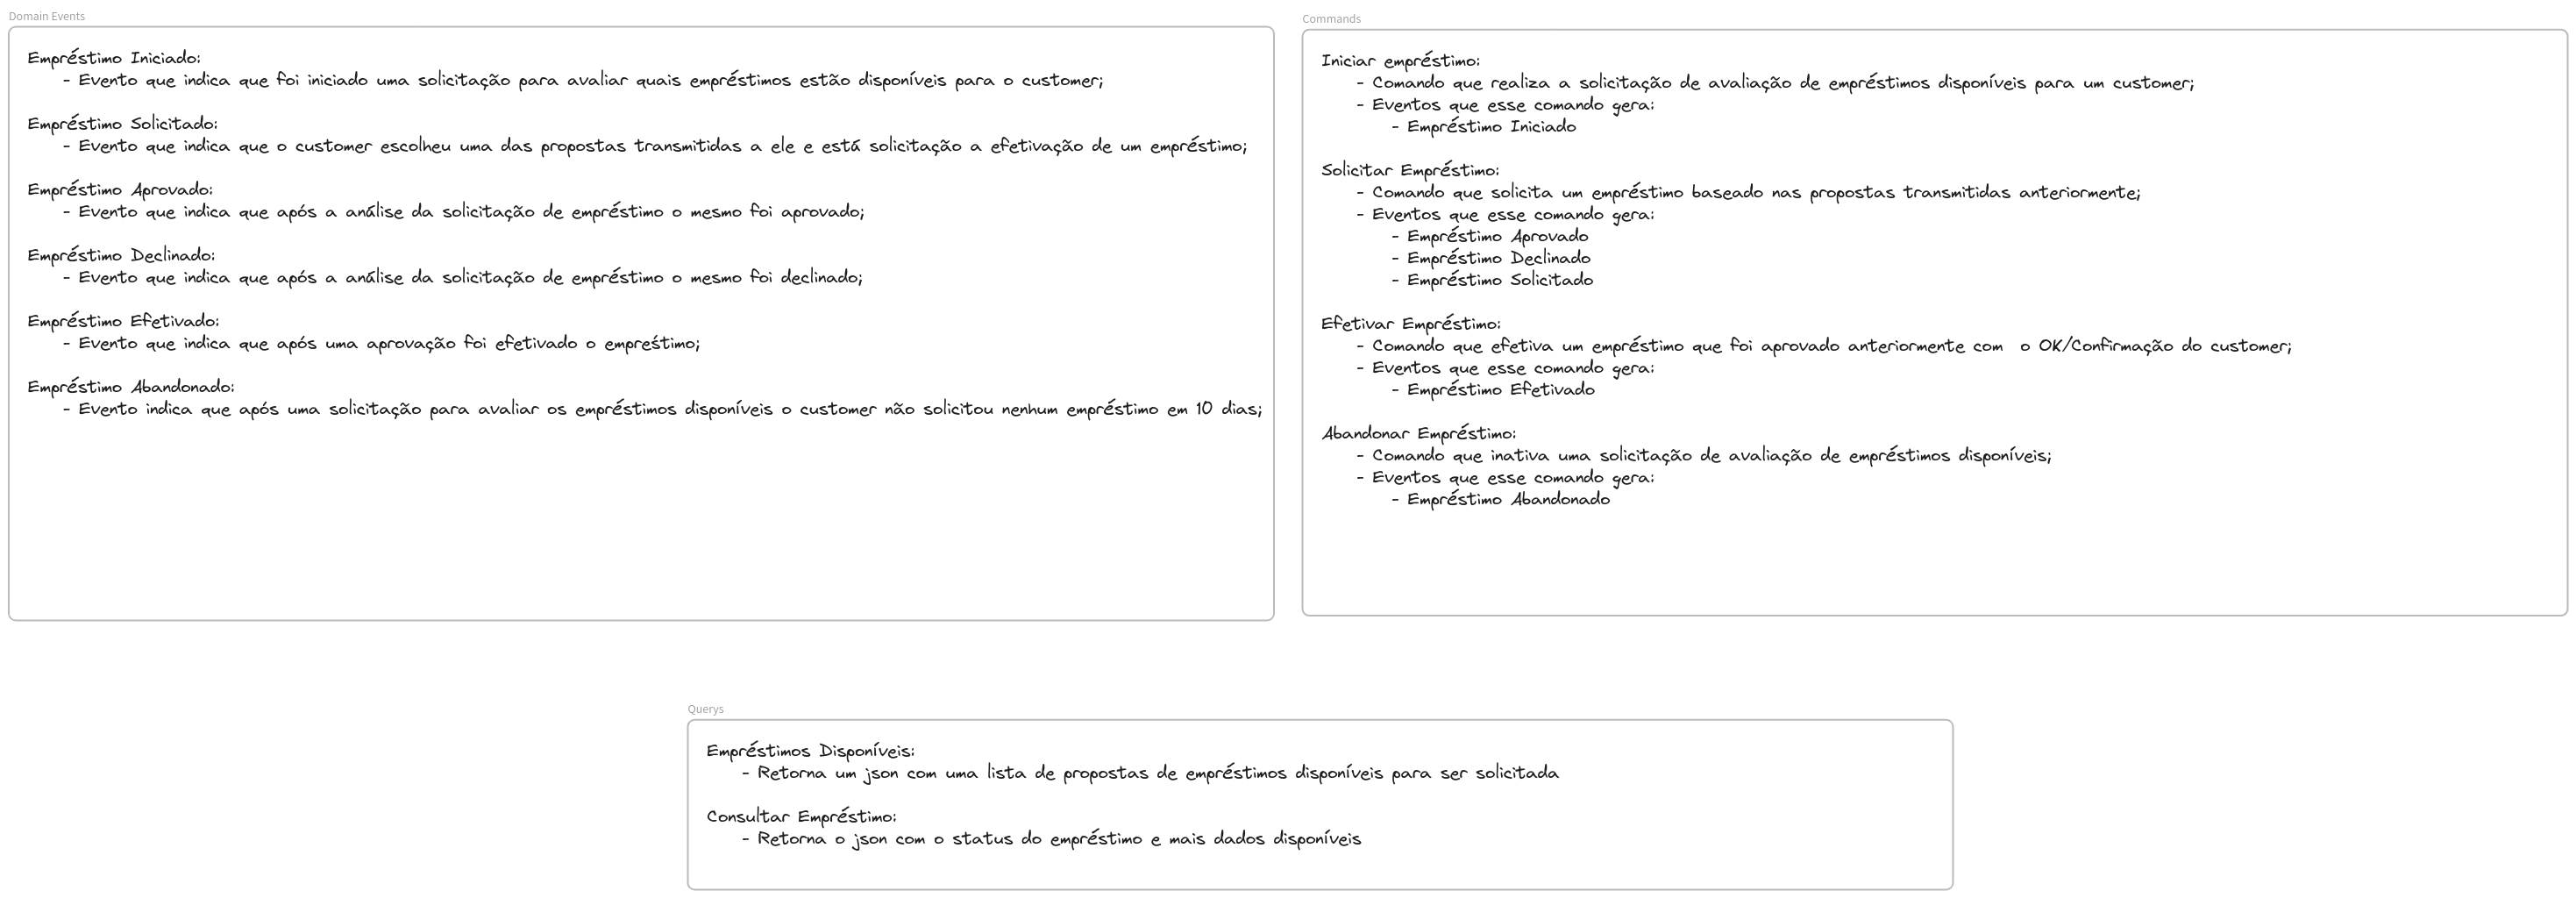 Domain Events
Empréstimo Iniciado:
- Evento que indica que foi iniciado uma solicitação para avaliar quais empréstimos estão disponíveis para o customer;
Empréstimo Solicitado:
- Evento que indica que o customer escolheu uma das propostas transmitidas a ele e está solicitação a efetivação de um empréstimo;
Empréstimo Aprovado:
- Evento que indica que após a análise da solicitação de empréstimo o mesmo foi aprovado;
Empréstimo Declinado:
- Evento que indica que após a análise da solicitação de empréstimo o mesmo foi declinado;
Empréstimo Efetivado:
- Evento que indica que após uma aprovação foi efetivado o empreśtimo;
Empréstimo Abandonado:
- Evento indica que após uma solicitação para avaliar os empréstimos disponíveis o customer não solicitou nenhum empréstimo em 10 dias;
Commands
Iniciar empréstimo:
- Comando que realiza a solicitação de avaliação de empréstimos disponíveis para um customer;
- Eventos que esse comando gera:
- Empréstimo Iniciado
Solicitar Empréstimo:
- Comando que solicita um empréstimo baseado nas propostas transmitidas anteriormente;
- Eventos que esse comando gera:
- Empréstimo Aprovado
- Empréstimo Declinado
- Empréstimo Solicitado
Efetivar Empréstimo:
- Comando que efetiva um empréstimo que foi aprovado anteriormente com  o OK/Confirmação do customer;
- Eventos que esse comando gera:
- Empréstimo Efetivado
Abandonar Empréstimo:
- Comando que inativa uma solicitação de avaliação de empréstimos disponíveis;
- Eventos que esse comando gera:
- Empréstimo Abandonado
Querys
Empréstimos Disponíveis:
- Retorna um json com uma lista de propostas de empréstimos disponíveis para ser solicitada
Consultar Empréstimo:
- Retorna o json com o status do empréstimo e mais dados disponíveis